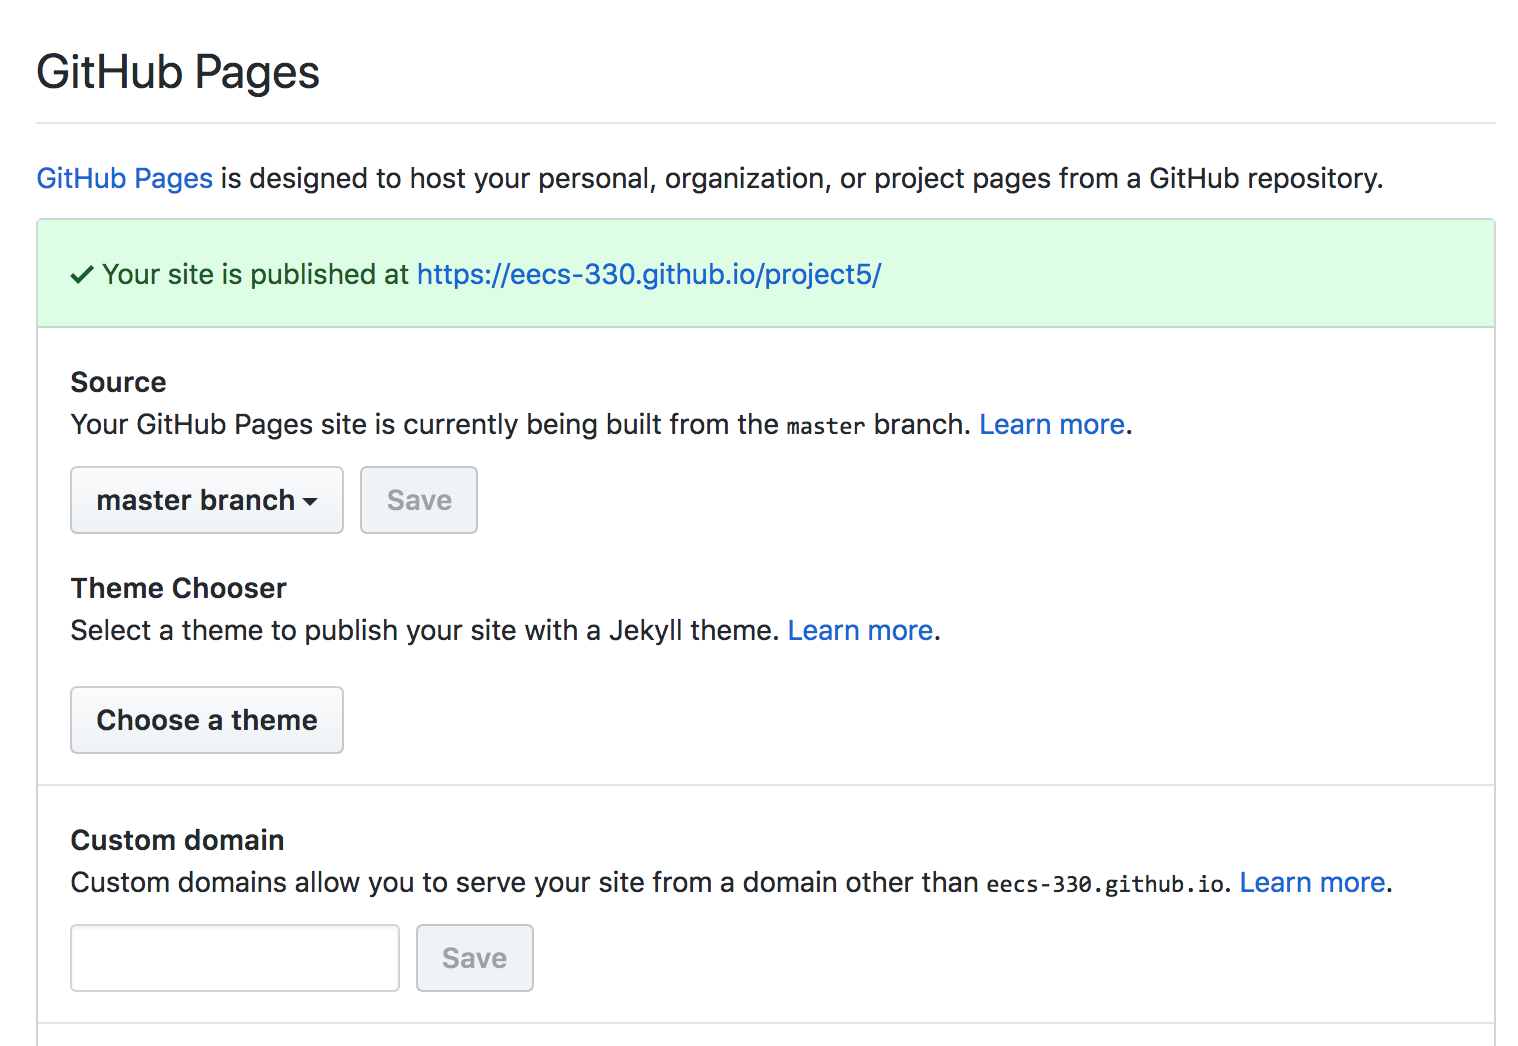 GitHub Pages
GitHub Pages is designed to host your personal, organization, or project pages from a GitHub repository.
Your site is published at https://eecs-330.github.io/project5/
Source
Your GitHub Pages site is currently being built from the master branch. Learn more.
master branch Save
Theme Chooser
Select a theme to publish your site with a Jekyll theme. Learn more.
Choose a theme
Custom domain
Custom domains allow you to serve your site from a domain other than eecs-330.github.io. Learn more.
Save